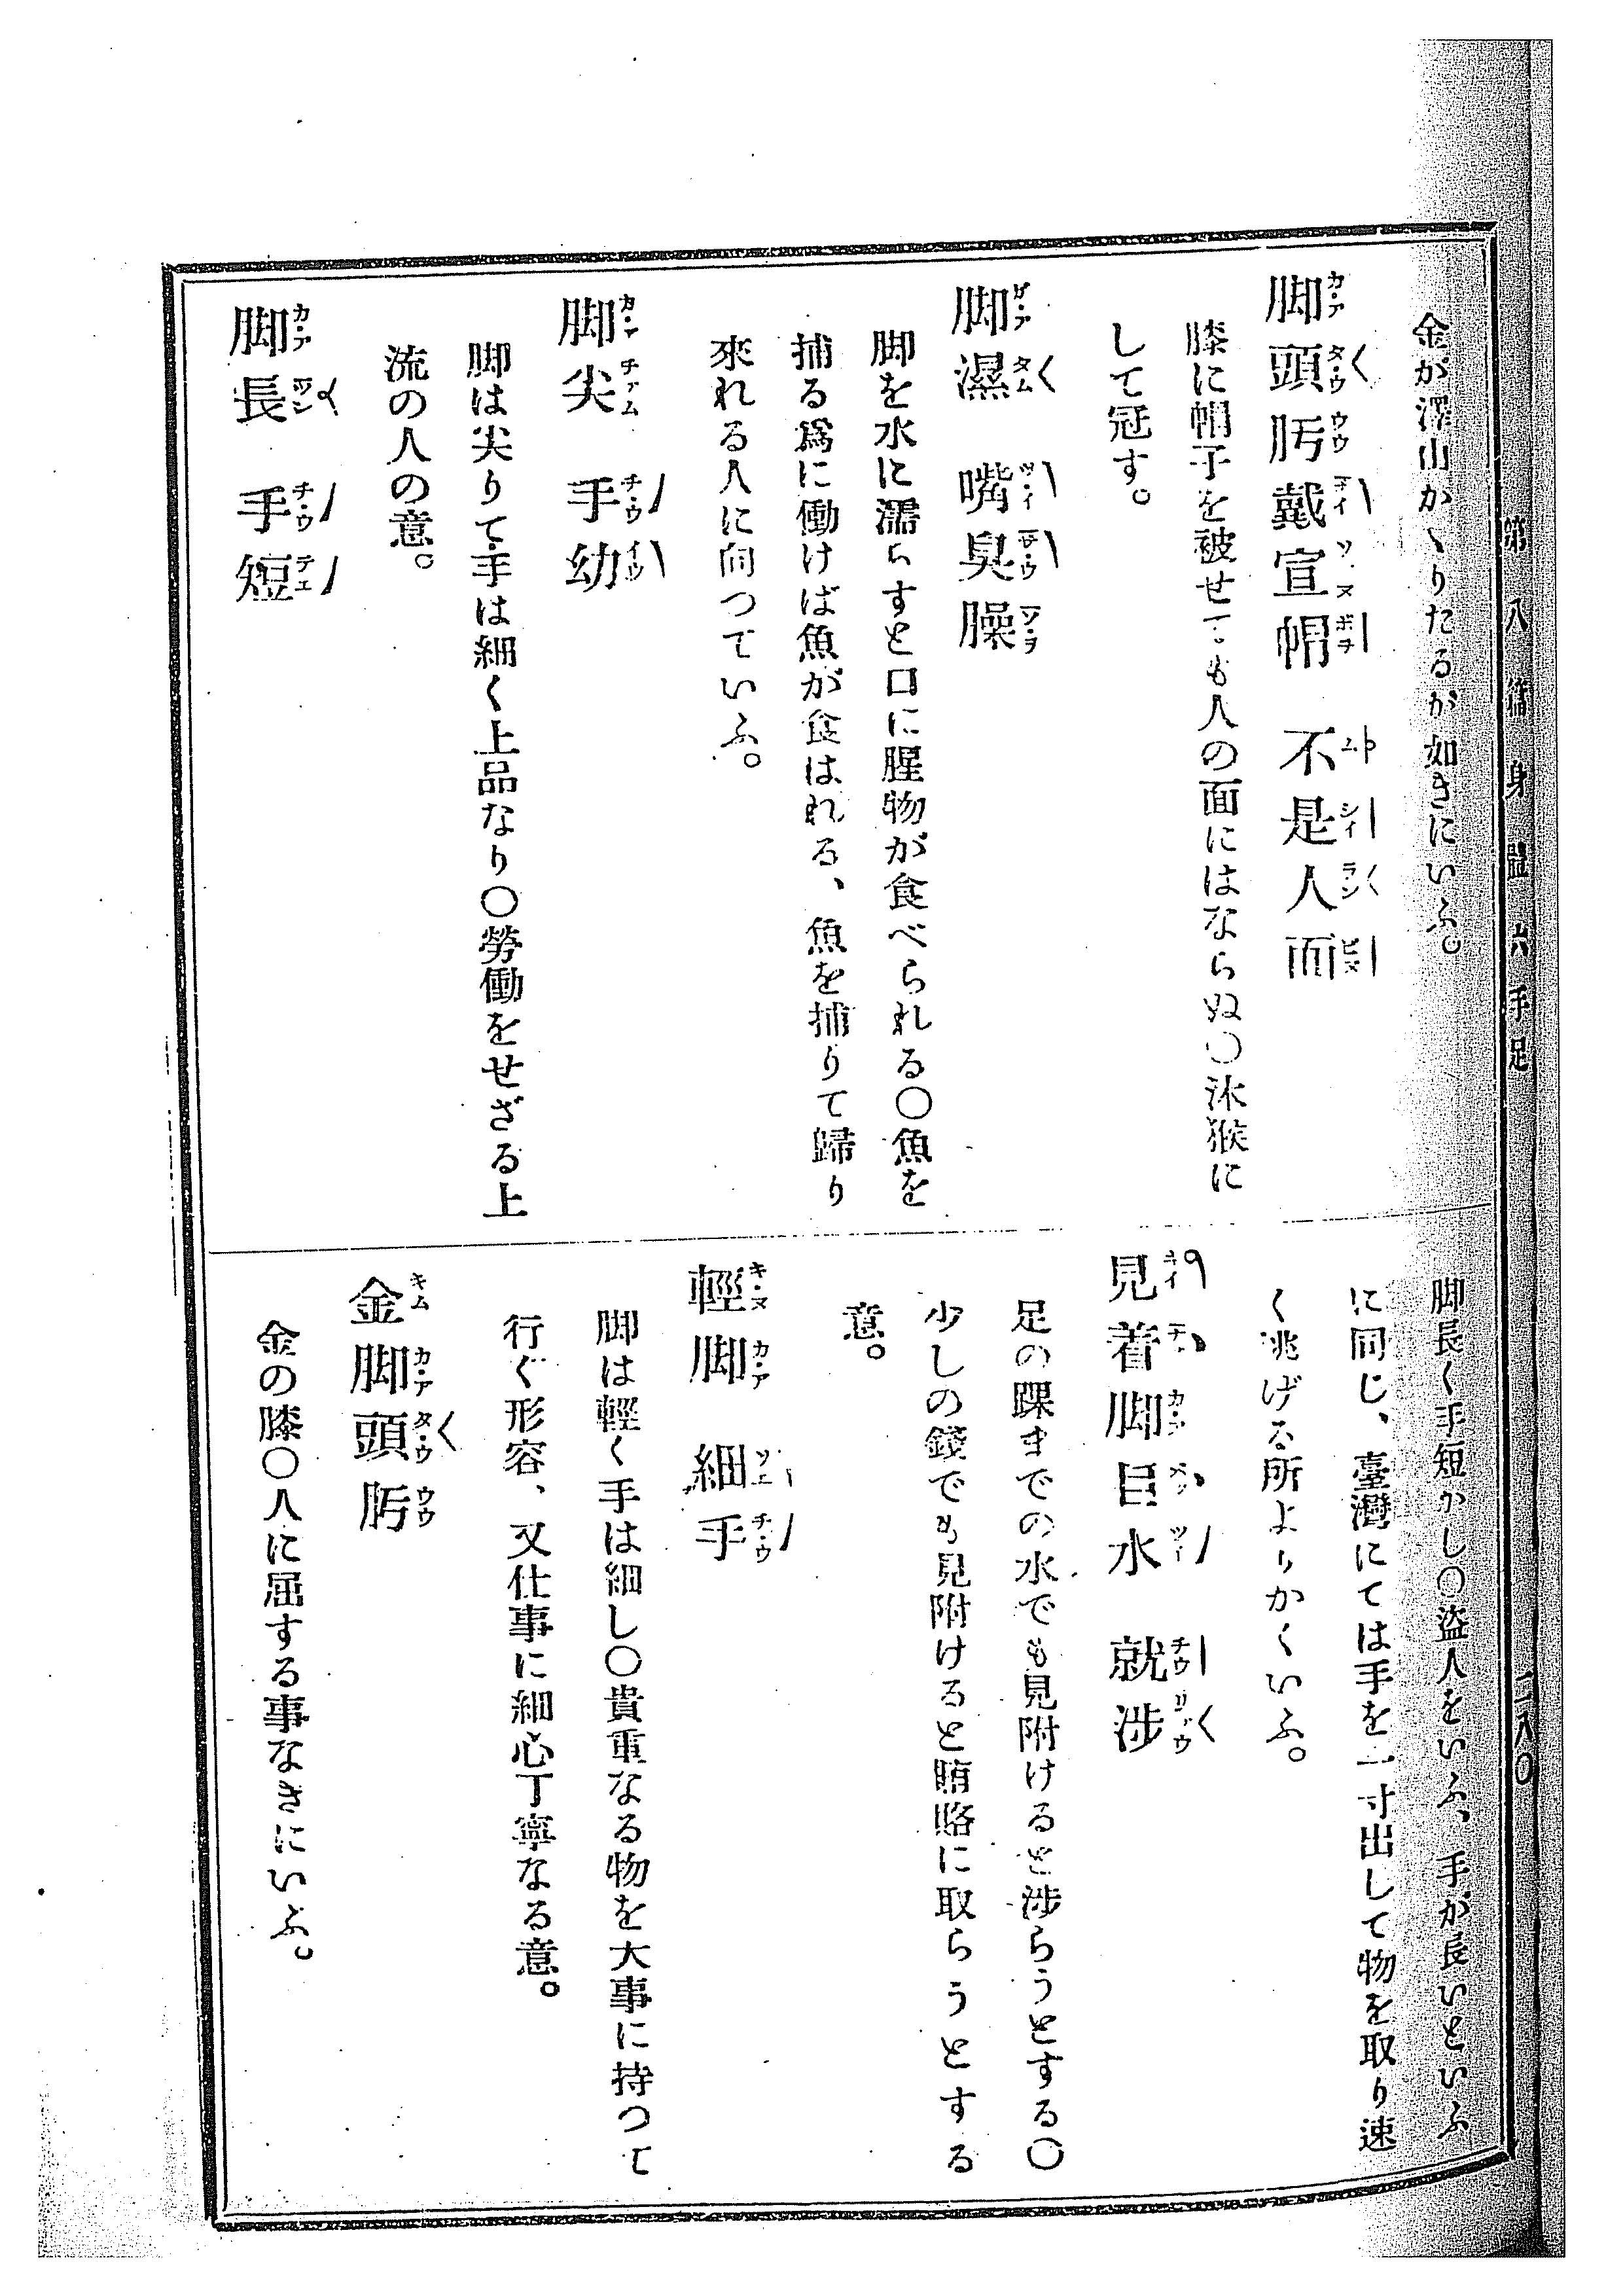 第八篇 身體 六 手足
二八〇
金が澤山かゝりたるが如きにいふ。
脚頭肟戴宣帽 不是人面
膝に帽子を被せても人の面にはならぬ〇沐猴に
して冠す。
脚濕 嘴臭臊
脚を水に濡らすと口に腥物が食べられる〇魚を
捕る爲に働けば魚が食はれる、魚を捕りて歸り
來れる人に向つていふ。
脚尖 手幼
脚は尖りて手は細く上品なり〇勞働をせざる上
流の人の意。
脚長 手短
脚長く手短かし〇盜人をいふ、手が長いといふ
に同じ、臺灣にては手を一寸出して物を取り速
く逃げる所よりかくいふ。
見着脚目水 就涉
足の踝までの水でも見附けると涉らうとする〇
少しの錢でも見附けると賄賂に取らうとする
意。
輕脚 細手
脚は輕く手は細し〇貴重なる物を大事に持つて
行く形容、又仕事に細心丁寧なる意。
金脚頭肟
金の膝〇人に屈する事なきにいふ。